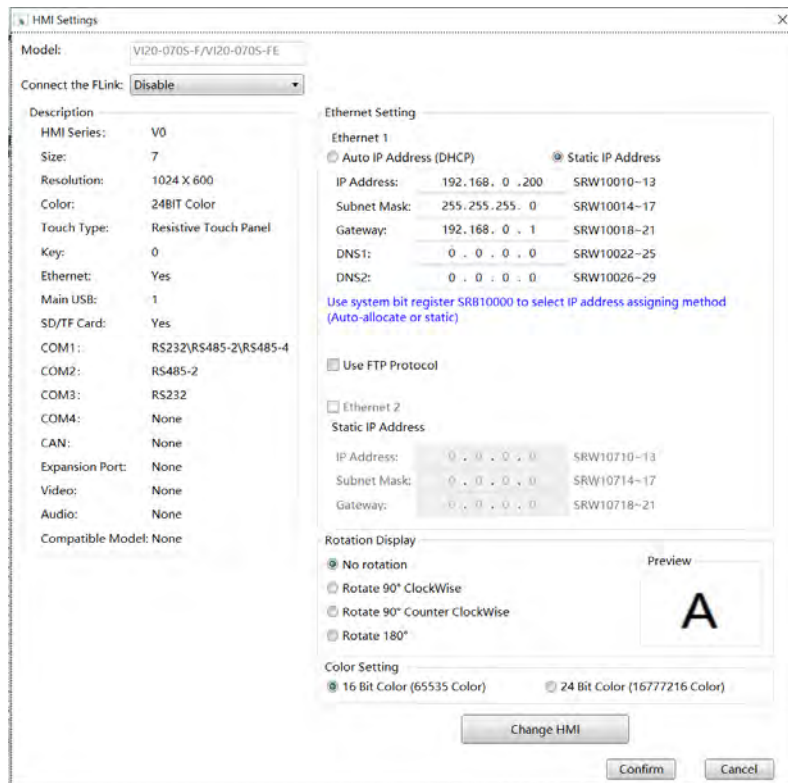 HMI Settings
Model: VI20-070S-F/VI20-070S-FE
Connect the FLink: Disable
Description
HMI Series: V0
Size: 7
Resolution: 1024 X 600
Color: 24BIT Color
Touch Type: Resistive Touch Panel
Key: 0
Ethernet: Yes
Main USB: 1
SD/TF Card: Yes
COM1: RS232\RS485-2\RS485-4
COM2: RS485-2
COM3: RS232
COM4: None
CAN: None
Expansion Port: None
Video: None
Audio: None
Compatible Model: None
Ethernet Setting
Ethernet 1
Auto IP Address (DHCP) Static IP Address
IP Address: 192.168. 0 .200 SRW10010~13
Subnet Mask: 255.255.255. 0 SRW10014~17
Gateway: 192.168. 0 . 1 SRW10018~21
DNS1: 0 . 0 . 0 . 0 SRW10022~25
DNS2: 0 . 0 . 0 . 0 SRW10026~29
Use system bit register SRB10000 to select IP address assigning method
(Auto-allocate or static)
Use FTP Protocol
Ethernet 2
Static IP Address
IP Address: 0 . 0 . 0 . 0 SRW10710~13
Subnet Mask: 0 . 0 . 0 . 0 SRW10714~17
Gateway: 0 . 0 . 0 . 0 SRW10718~21
Rotation Display
No rotation
Rotate 90° ClockWise
Rotate 90° Counter ClockWise
Rotate 180°
Preview
A
Color Setting
16 Bit Color (65535 Color) 24 Bit Color (16777216 Color)
Change HMI
Confirm Cancel